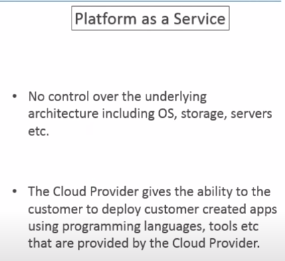 Platform as a Service
• No control over the underlying
architecture including OS, storage, servers
etc.
• The Cloud Provider gives the ability to the
customer to deploy customer created apps
using programming languages, tools etc
that are provided by the Cloud Provider.